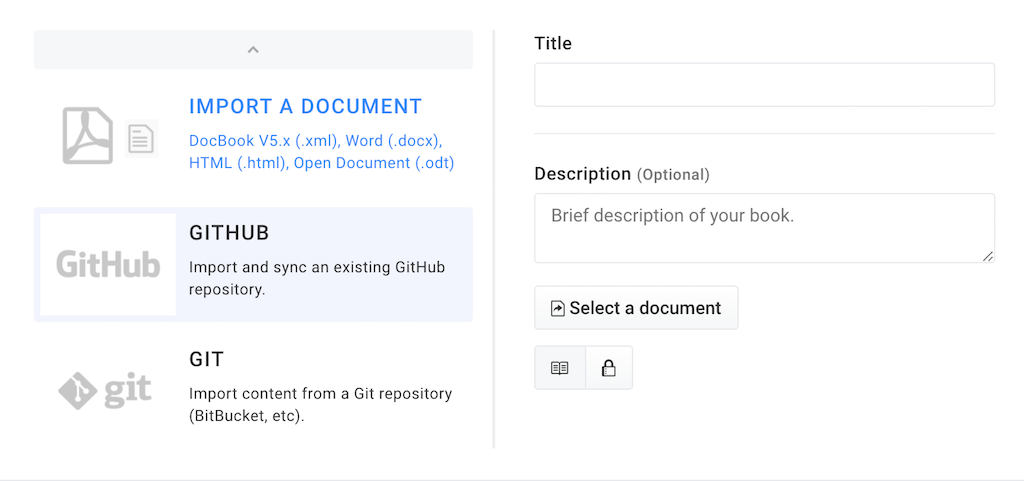 IMPORT A DOCUMENT
DocBook V5.x (.xml), Word (.docx),
HTML (.html), Open Document (.odt)
GitHub
GITHUB
Import and sync an existing GitHub
repository.
git
GIT
Import content from a Git repository
(BitBucket, etc).
Title
Description (Optional)
Brief description of your book.
Select a document